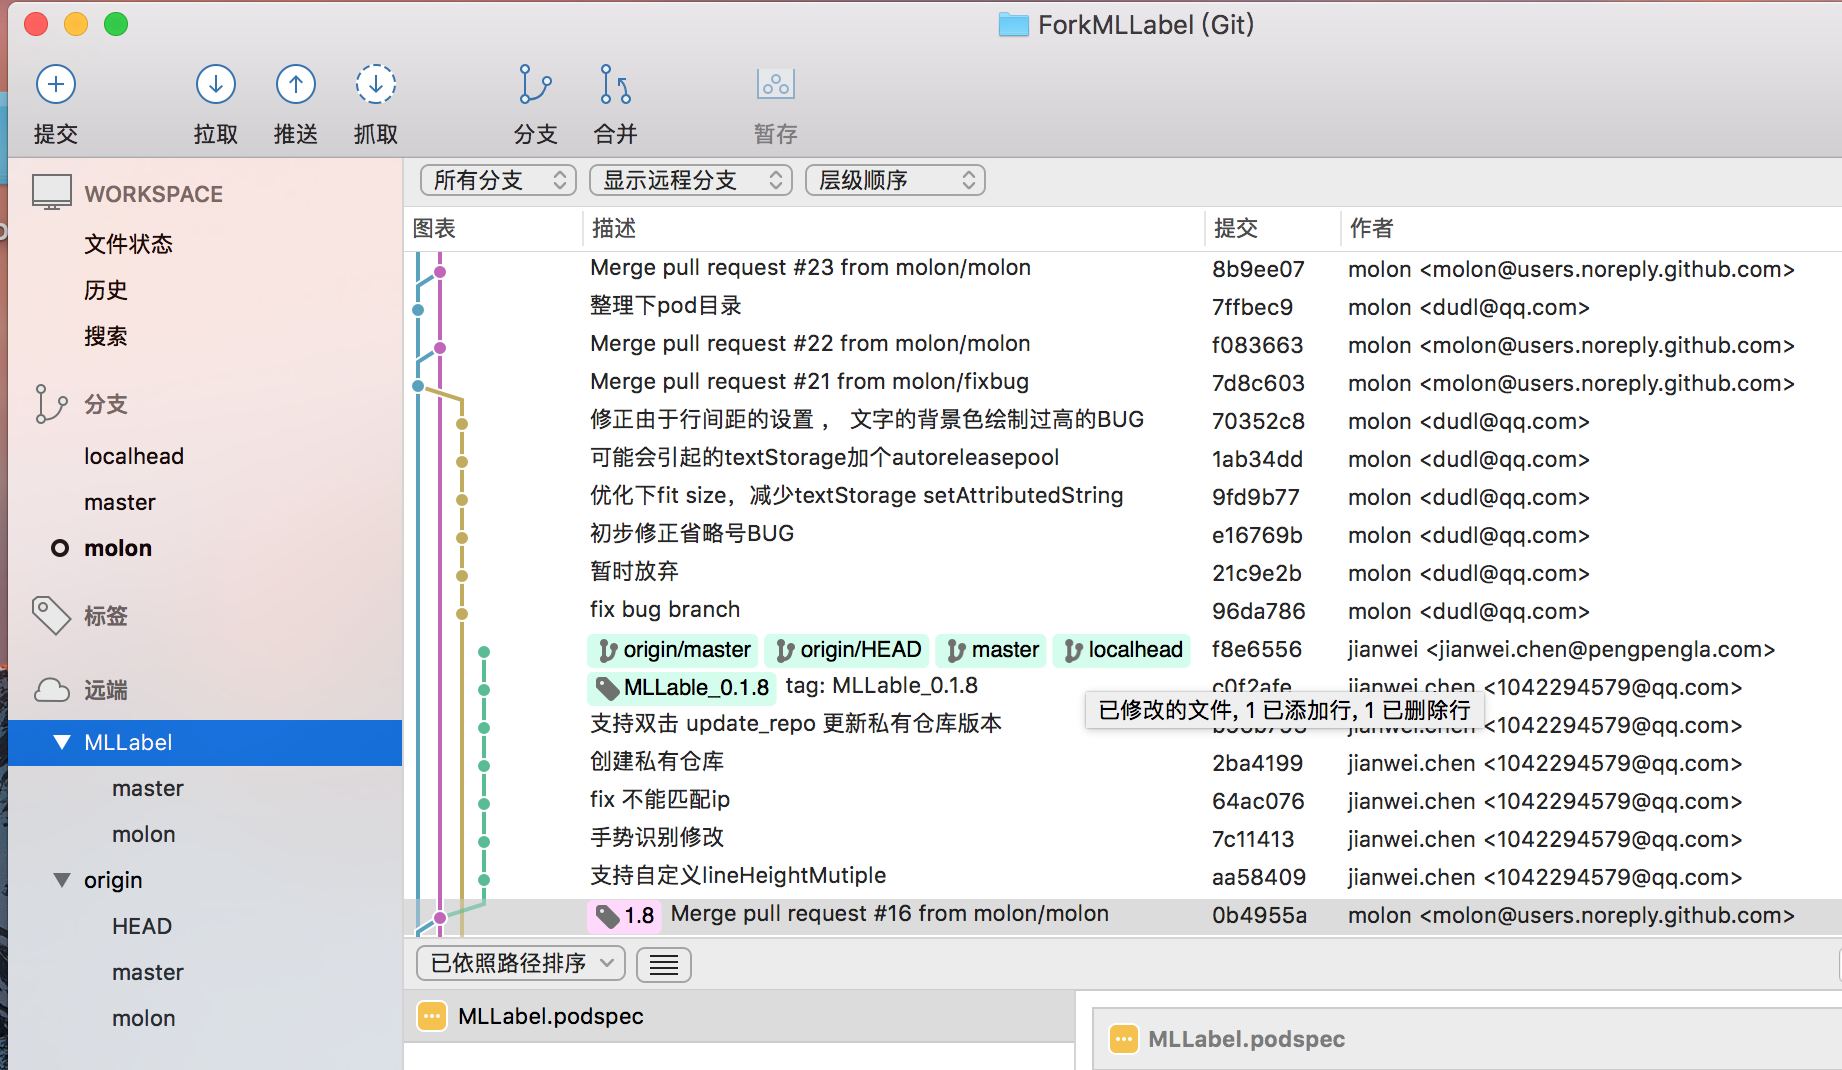 ForkMLLabel (Git)
提交 拉取 推送 抓取 分支 合并 暂存
WORKSPACE
文件状态
历史
搜索
分支
localhead
master
molon
标签
远端
MLLabel
master
molon
origin
HEAD
master
molon
所有分支 显示远程分支 层级顺序
图表 描述 提交 作者
Merge pull request #23 from molon/molon 8b9ee07 molon <molon@users.noreply.github.com>
整理下pod目录 7ffbec9 molon <dudl@qq.com>
Merge pull request #22 from molon/molon f083663 molon <molon@users.noreply.github.com>
Merge pull request #21 from molon/fixbug 7d8c603 molon <molon@users.noreply.github.com>
修正由于行间距的设置 ， 文字的背景色绘制过高的BUG 70352c8 molon <dudl@qq.com>
可能会引起的textStorage加个autoreleasepool 1ab34dd molon <dudl@qq.com>
优化下fit size，减少textStorage setAttributedString 9fd9b77 molon <dudl@qq.com>
初步修正省略号BUG e16769b molon <dudl@qq.com>
暂时放弃 21c9e2b molon <dudl@qq.com>
fix bug branch 96da786 molon <dudl@qq.com>
origin/master origin/HEAD master localhead f8e6556 jianwei <jianwei.chen@pengpengla.com>
MLLable_0.1.8 tag: MLLable_0.1.8 c0f2afe jianwei.chen <1042294579@qq.com>
已修改的文件, 1 已添加行, 1 已删除行
支持双击 update_repo 更新私有仓库版本 jianwei.chen <1042294579@qq.com>
创建私有仓库 2ba4199 jianwei.chen <1042294579@qq.com>
fix 不能匹配ip 64ac076 jianwei.chen <1042294579@qq.com>
手势识别修改 7c11413 jianwei.chen <1042294579@qq.com>
支持自定义lineHeightMutiple aa58409 jianwei.chen <1042294579@qq.com>
1.8 Merge pull request #16 from molon/molon 0b4955a molon <molon@users.noreply.github.com>
已依照路径排序
MLLabel.podspec
MLLabel.podspec